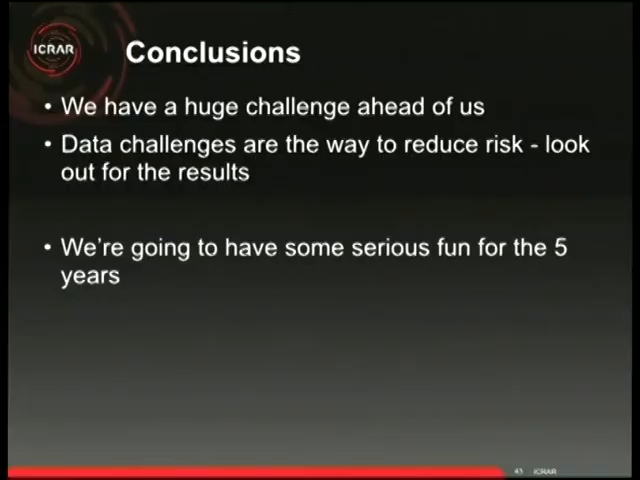 ICRAR
Conclusions
• We have a huge challenge ahead of us
• Data challenges are the way to reduce risk - look
out for the results
• We're going to have some serious fun for the 5
years
43 ICRAR